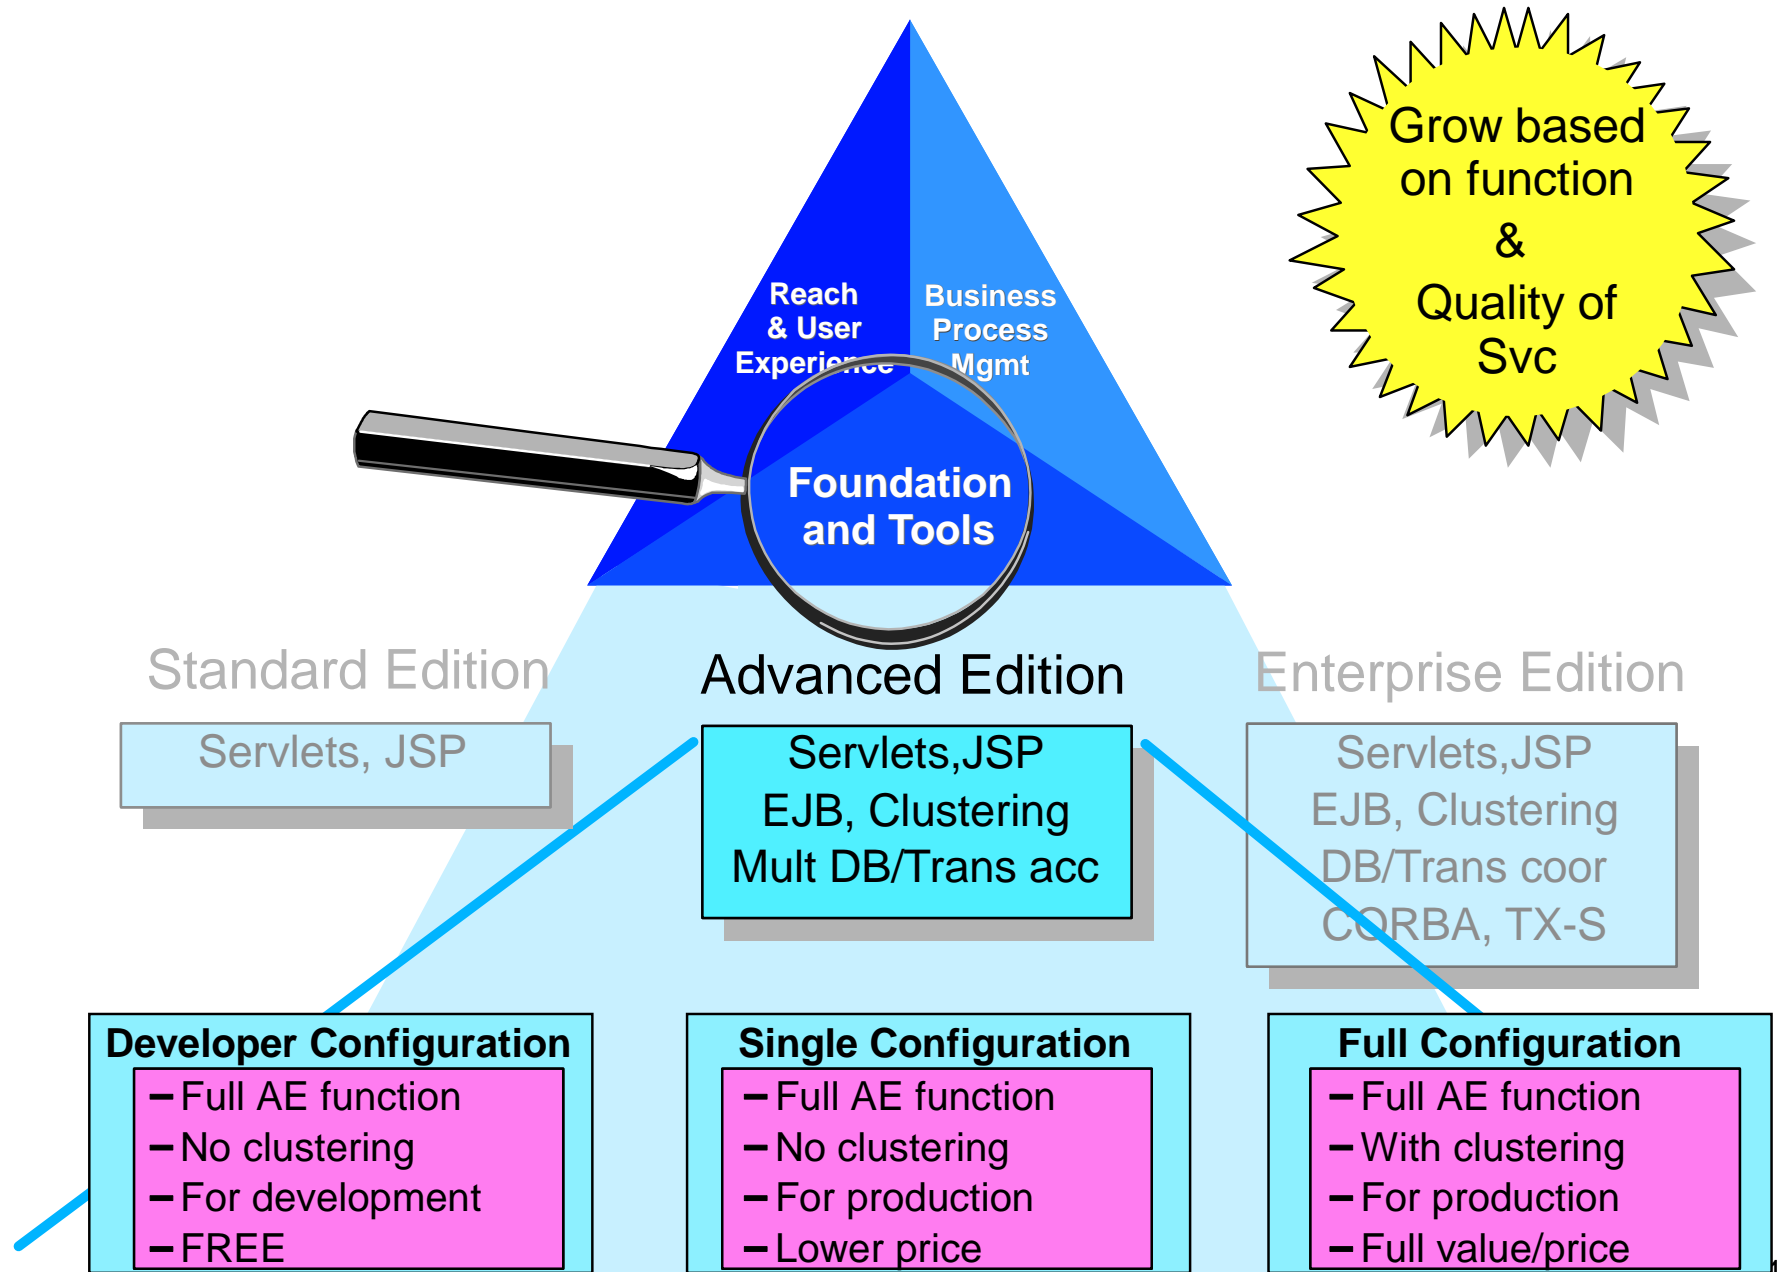 Grow based
on function
&
Quality of
Svc
Reach
& User
Experience
Business
Process
Mgmt
Foundation
and Tools
Standard Edition
Servlets, JSP
Advanced Edition
Servlets,JSP
EJB, Clustering
Mult DB/Trans acc
Enterprise Edition
Servlets,JSP
EJB, Clustering
DB/Trans coor
CORBA, TX-S
Developer Configuration
– Full AE function
– No clustering
– For development
– FREE
Single Configuration
– Full AE function
– No clustering
– For production
– Lower price
Full Configuration
– Full AE function
– With clustering
– For production
– Full value/price